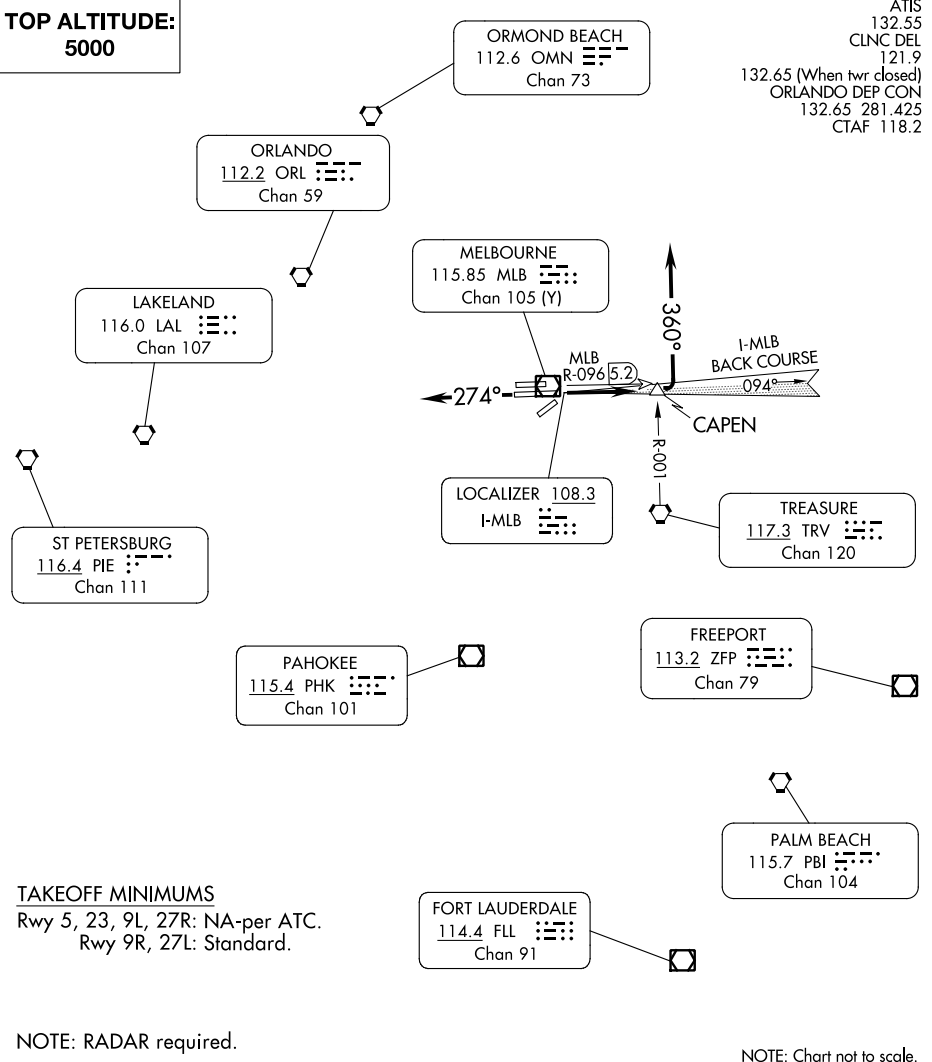 TOP ALTITUDE:
5000
ATIS
132.55
CLNC DEL
121.9
132.65 (When twr closed)
ORLANDO DEP CON
132.65 281.425
CTAF 118.2
ORMOND BEACH
112.6 OMN
Chan 73
ORLANDO
112.2 ORL
Chan 59
MELBOURNE
115.85 MLB
Chan 105 (Y)
LAKELAND
116.0 LAL
Chan 107
360°
I-MLB
BACK COURSE
094°
MLB
R-096 5.2
274°
CAPEN
R-001
LOCALIZER 108.3
I-MLB
TREASURE
117.3 TRV
Chan 120
ST PETERSBURG
116.4 PIE
Chan 111
PAHOKEE
115.4 PHK
Chan 101
FREEPORT
113.2 ZFP
Chan 79
PALM BEACH
115.7 PBI
Chan 104
TAKEOFF MINIMUMS
Rwy 5, 23, 9L, 27R: NA-per ATC.
Rwy 9R, 27L: Standard.
FORT LAUDERDALE
114.4 FLL
Chan 91
NOTE: RADAR required.
NOTE: Chart not to scale.